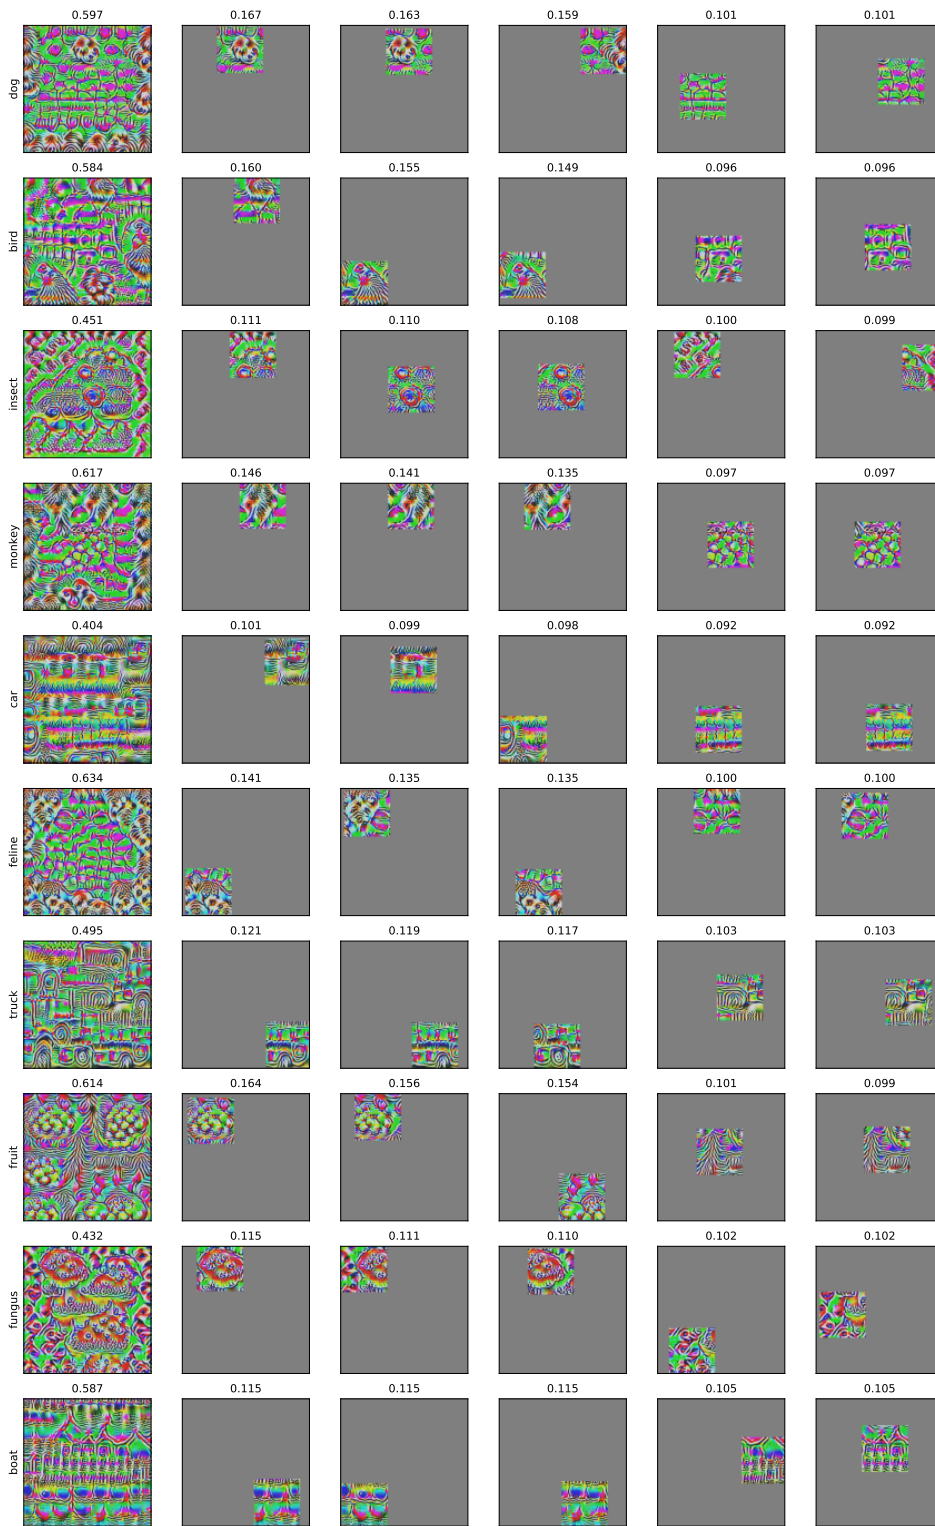 0.597 0.167 0.163 0.159 0.101 0.101
dog
0.584 0.160 0.155 0.149 0.096 0.096
bird
0.451 0.111 0.110 0.108 0.100 0.099
insect
0.617 0.146 0.141 0.135 0.097 0.097
monkey
0.404 0.101 0.099 0.098 0.092 0.092
car
0.634 0.141 0.135 0.135 0.100 0.100
feline
0.495 0.121 0.119 0.117 0.103 0.103
truck
0.614 0.164 0.156 0.154 0.101 0.099
fruit
0.432 0.115 0.111 0.110 0.102 0.102
fungus
0.587 0.115 0.115 0.115 0.105 0.105
boat